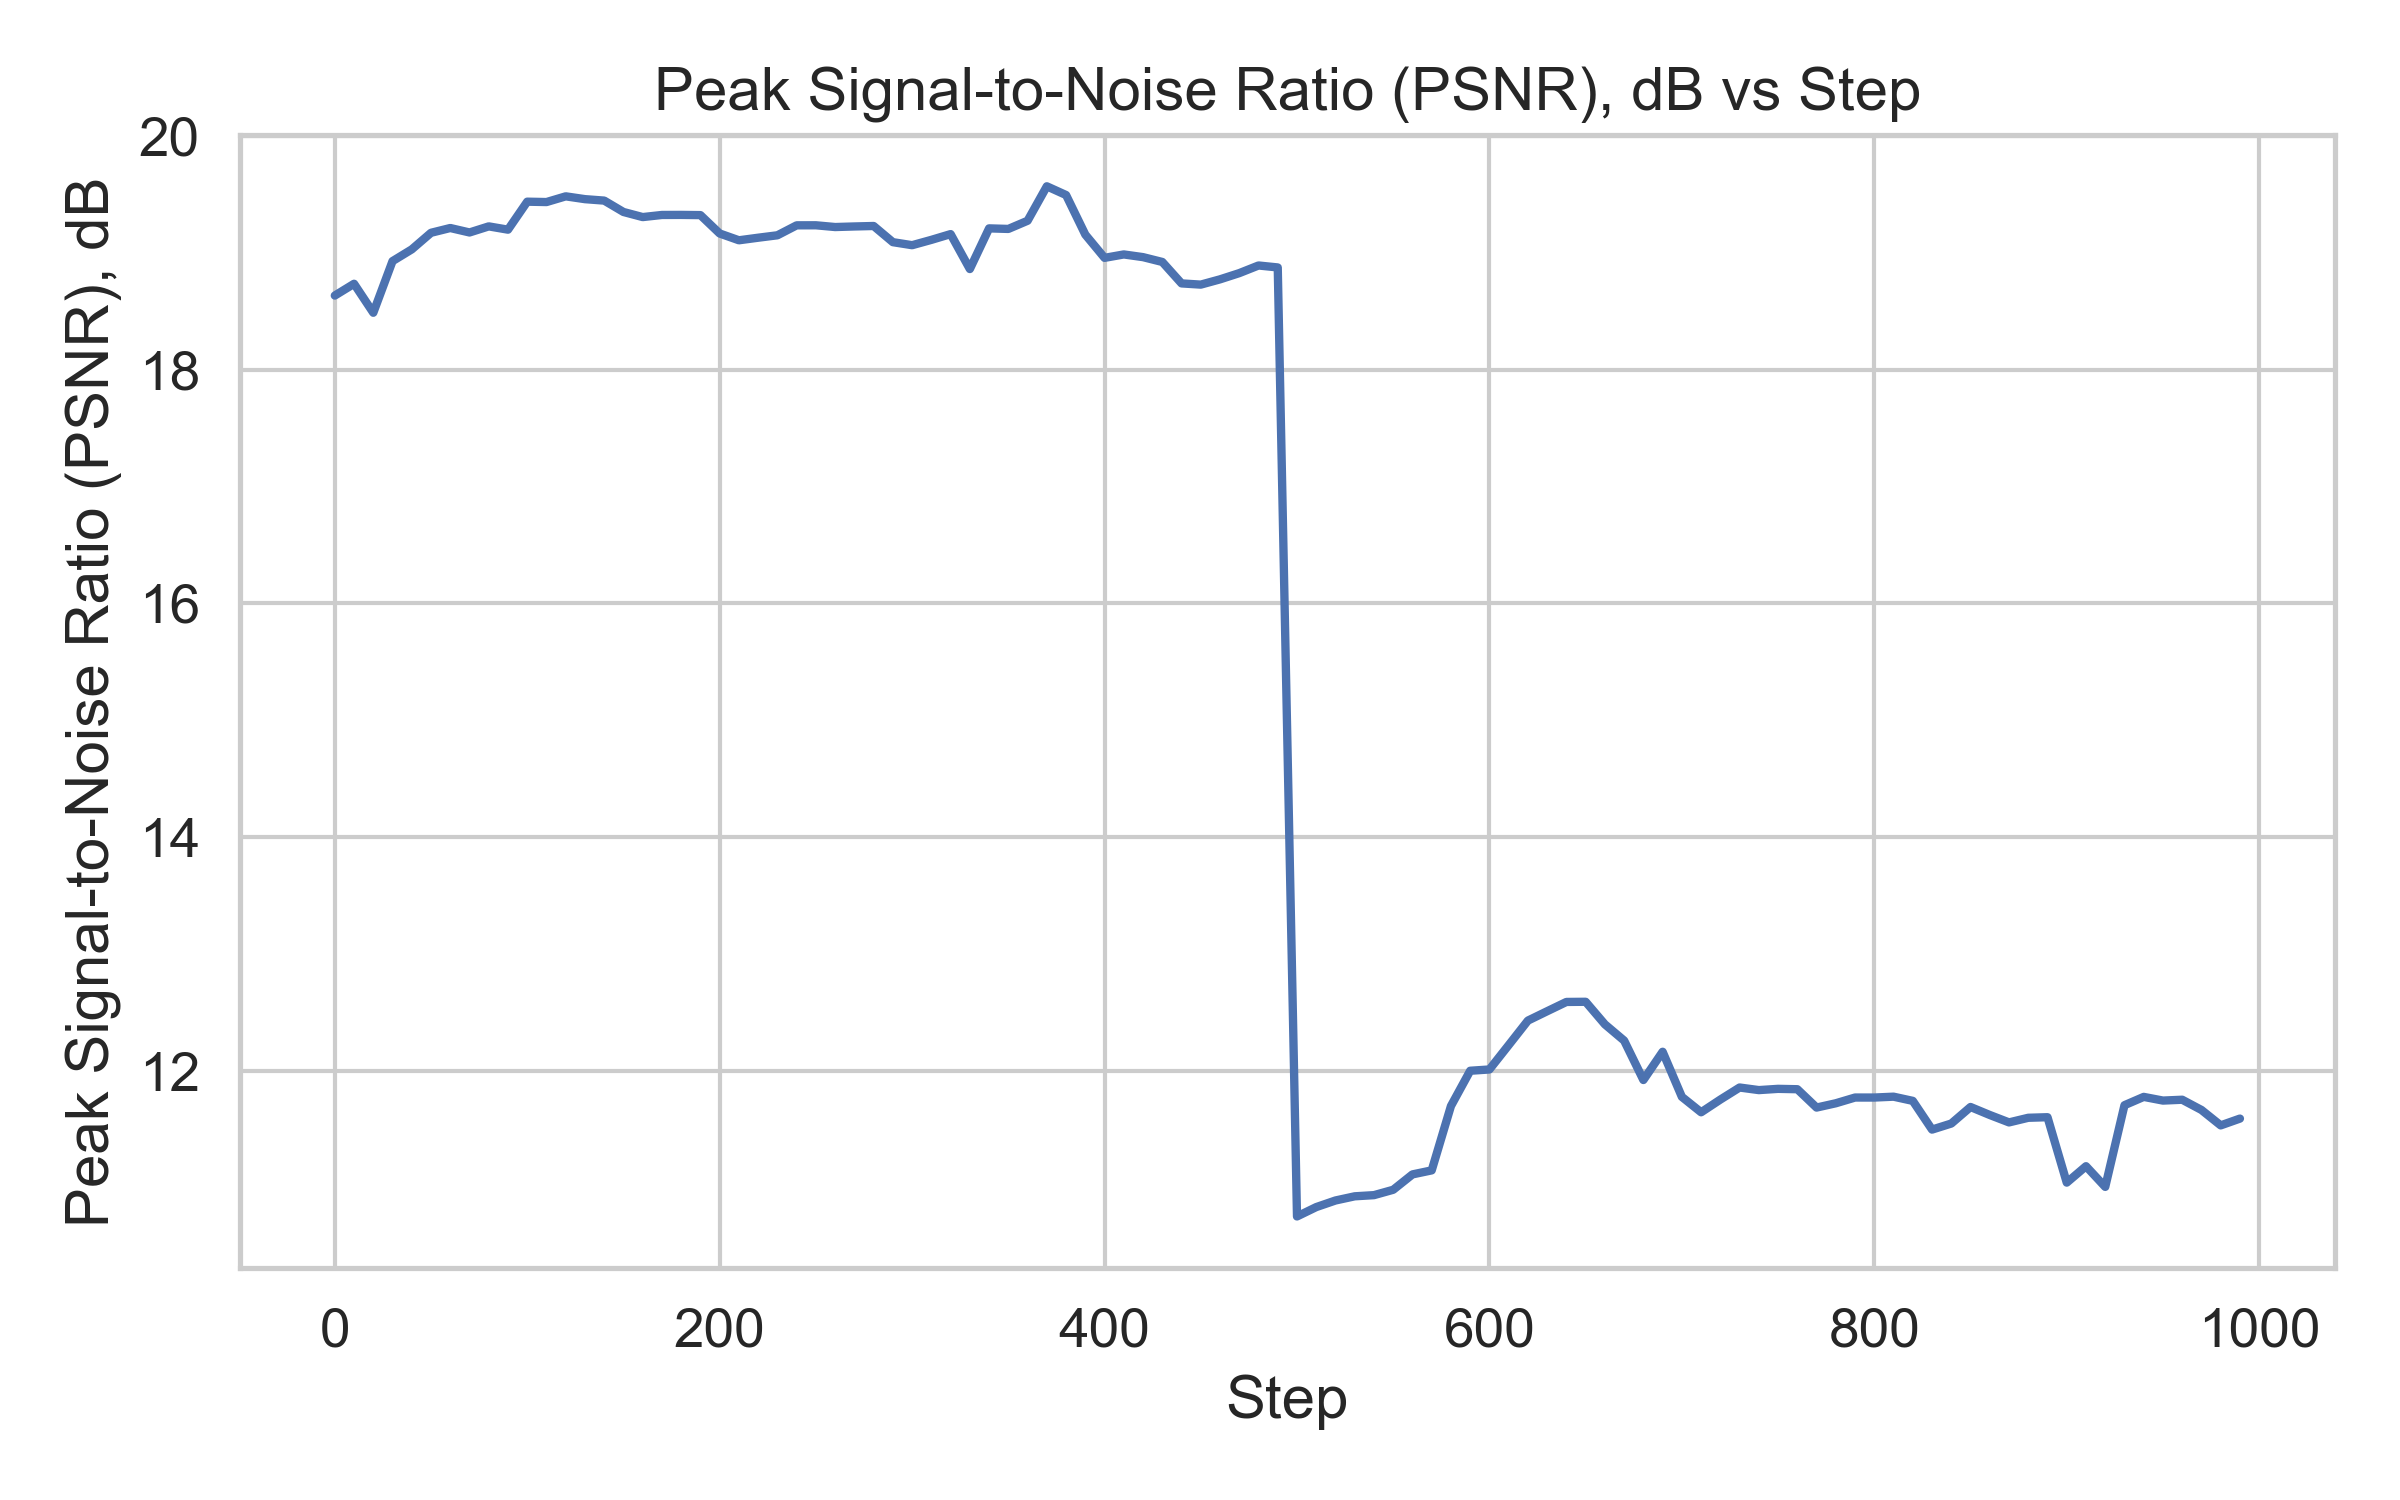 Peak Signal-to-Noise Ratio (PSNR), dB vs Step
Peak Signal-to-Noise Ratio (PSNR), dB
20
18
16
14
12
0 200 400 600 800 1000
Step